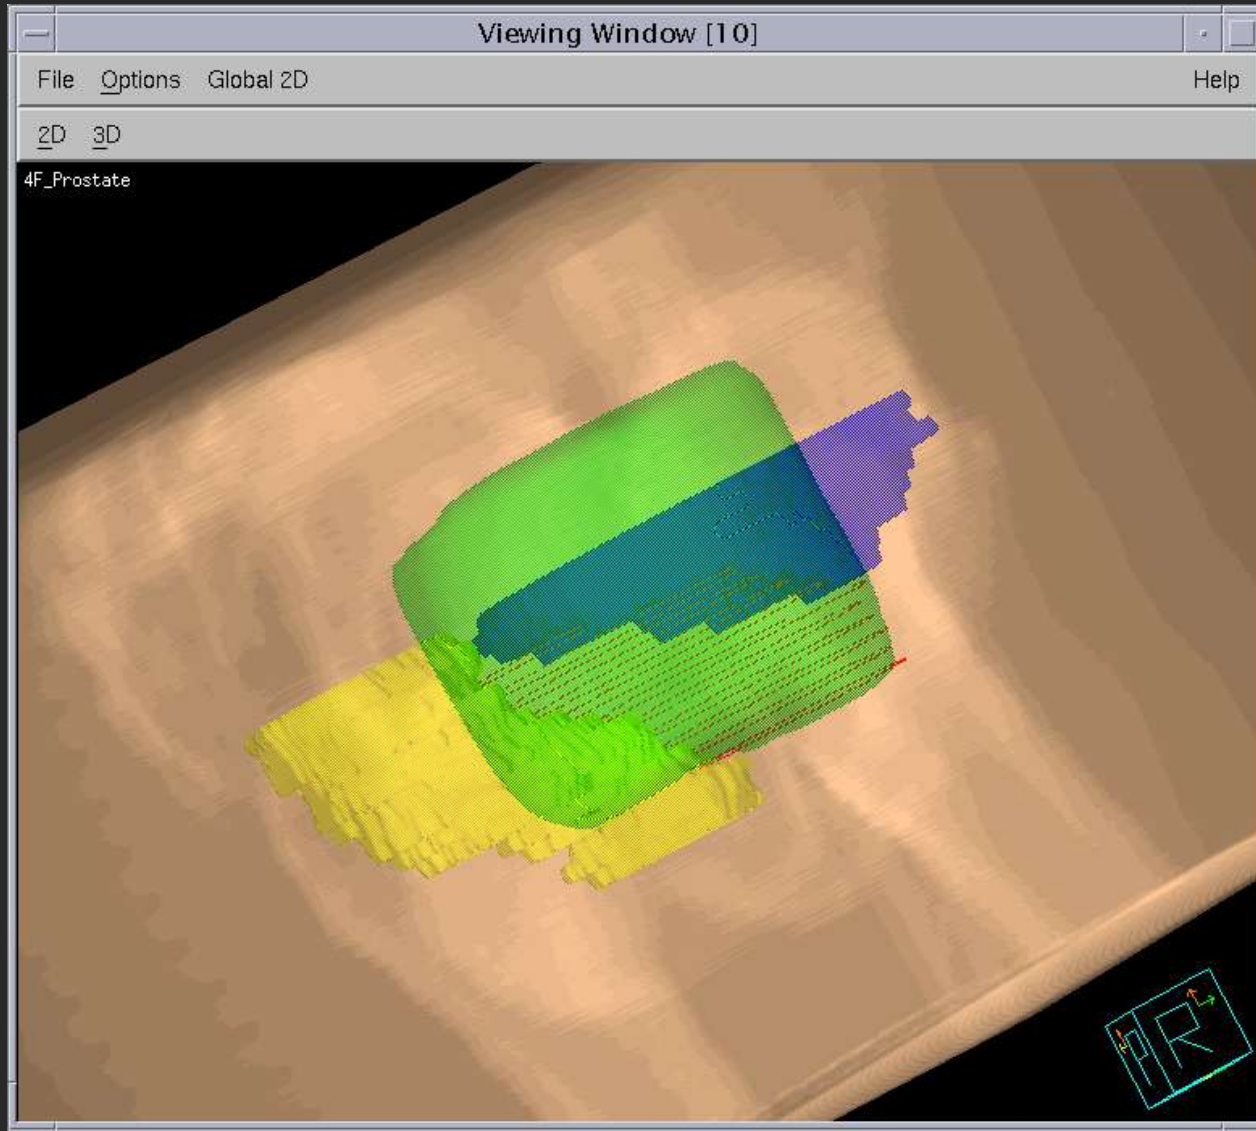 Viewing Window [10]
File Options Global 2D Help
2D 3D
4F_Prostate
P R